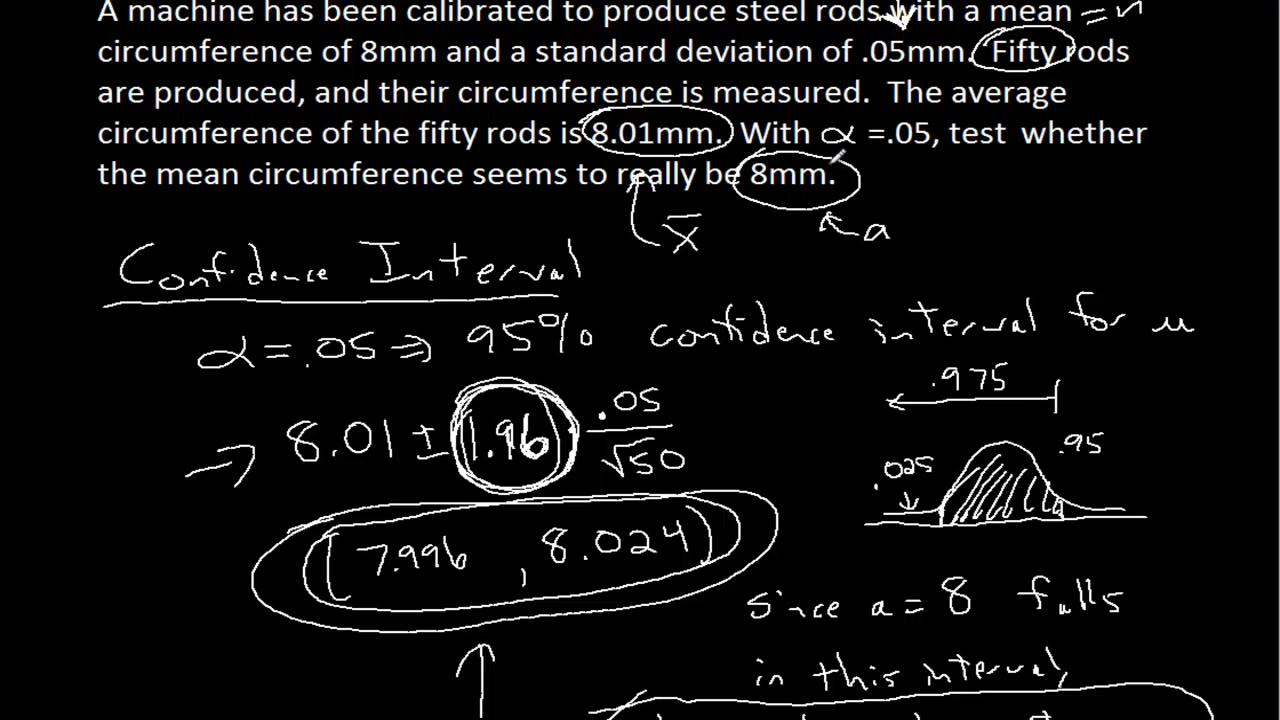 A machine has been calibrated to produce steel rods with a mean = n
circumference of 8mm and a standard deviation of .05mm. Fifty rods
are produced, and their circumference is measured. The average
circumference of the fifty rods is 8.01mm. With α =.05, test whether
the mean circumference seems to really be 8mm.
x̄ a
Confidence Interval
α = .05 ⇒ 95% confidence interval for μ
.975
→ 8.01 ± 1.96 · .05/√50
.95
.025
(7.996, 8.024)
since a = 8 falls
in this interval,